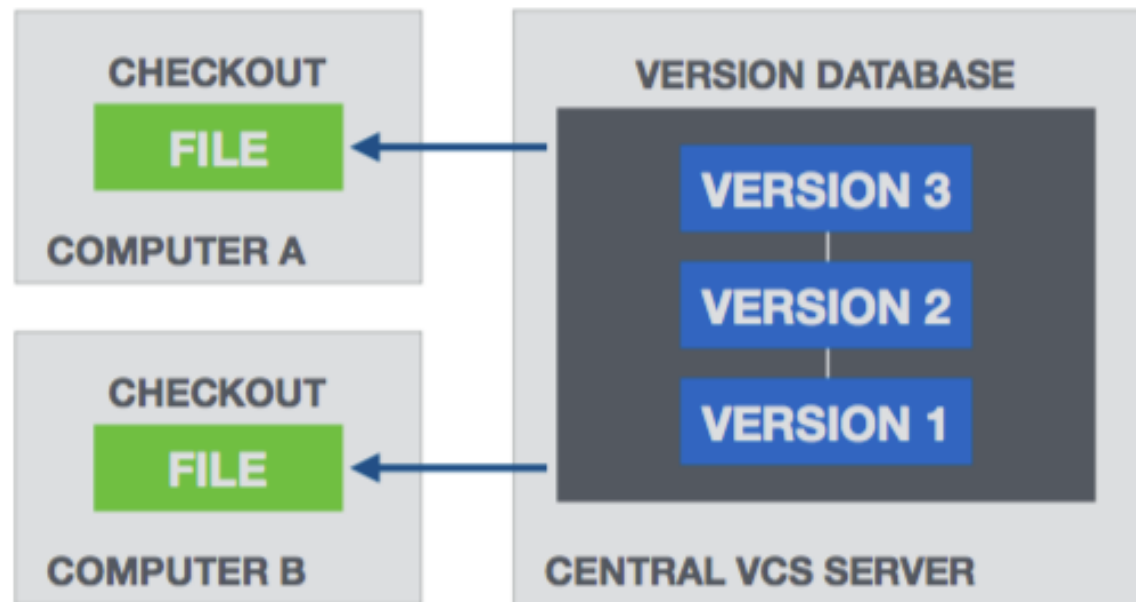 CHECKOUT
FILE
COMPUTER A
CHECKOUT
FILE
COMPUTER B
VERSION DATABASE
VERSION 3
VERSION 2
VERSION 1
CENTRAL VCS SERVER